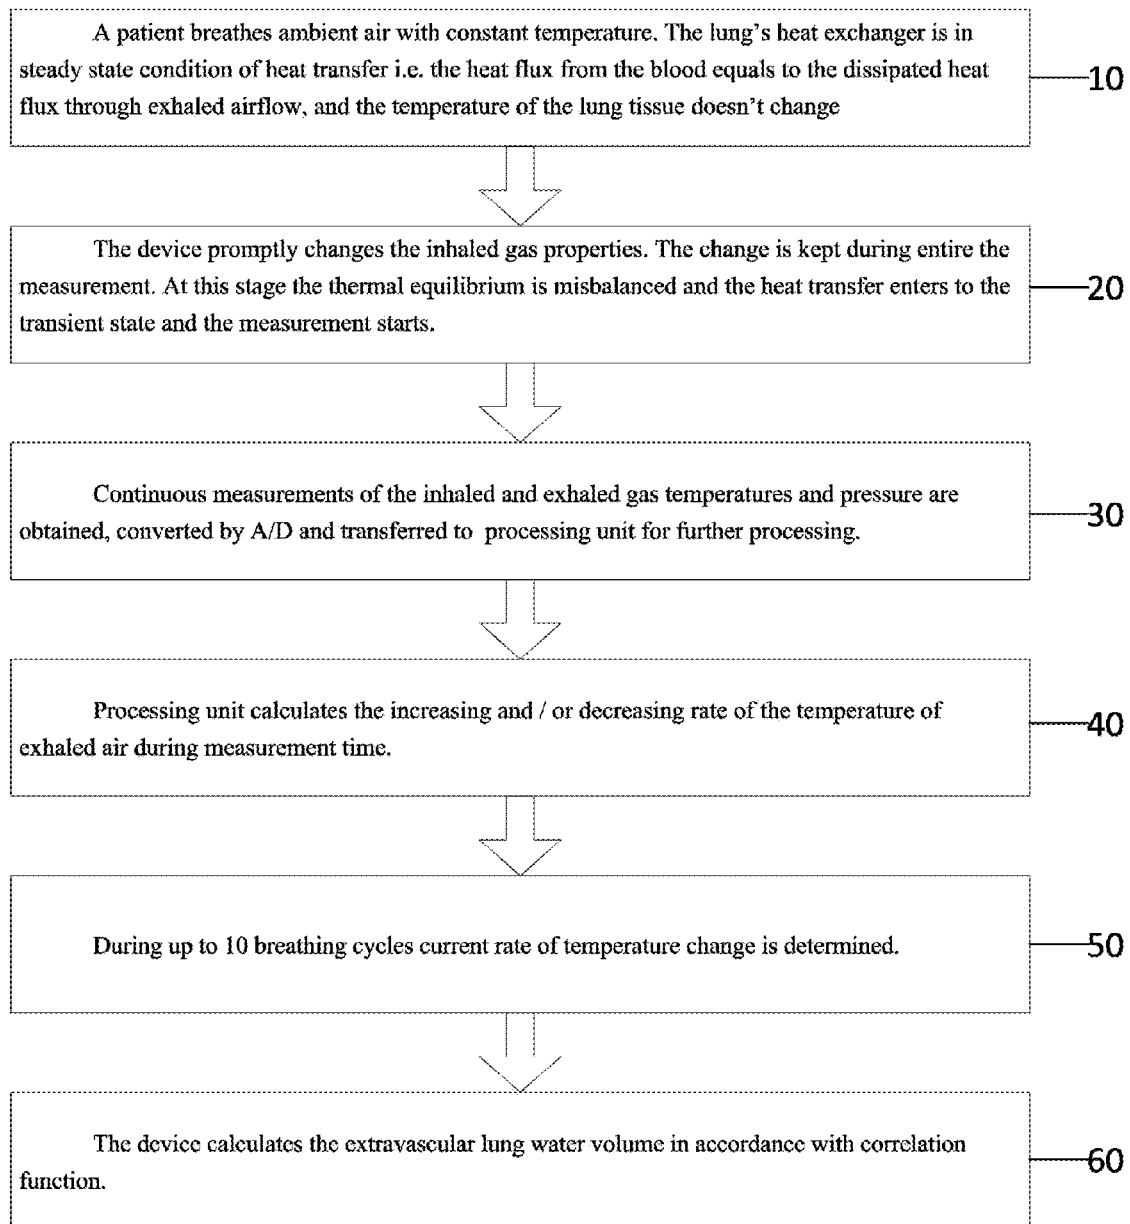 A patient breathes ambient air with constant temperature. The lung's heat exchanger is in
steady state condition of heat transfer i.e. the heat flux from the blood equals to the dissipated heat
flux through exhaled airflow, and the temperature of the lung tissue doesn't change
10
The device promptly changes the inhaled gas properties. The change is kept during entire the
measurement. At this stage the thermal equilibrium is misbalanced and the heat transfer enters to the
transient state and the measurement starts.
20
Continuous measurements of the inhaled and exhaled gas temperatures and pressure are
obtained, converted by A/D and transferred to processing unit for further processing.
30
Processing unit calculates the increasing and / or decreasing rate of the temperature of
exhaled air during measurement time.
40
During up to 10 breathing cycles current rate of temperature change is determined.
50
The device calculates the extravascular lung water volume in accordance with correlation
function.
60